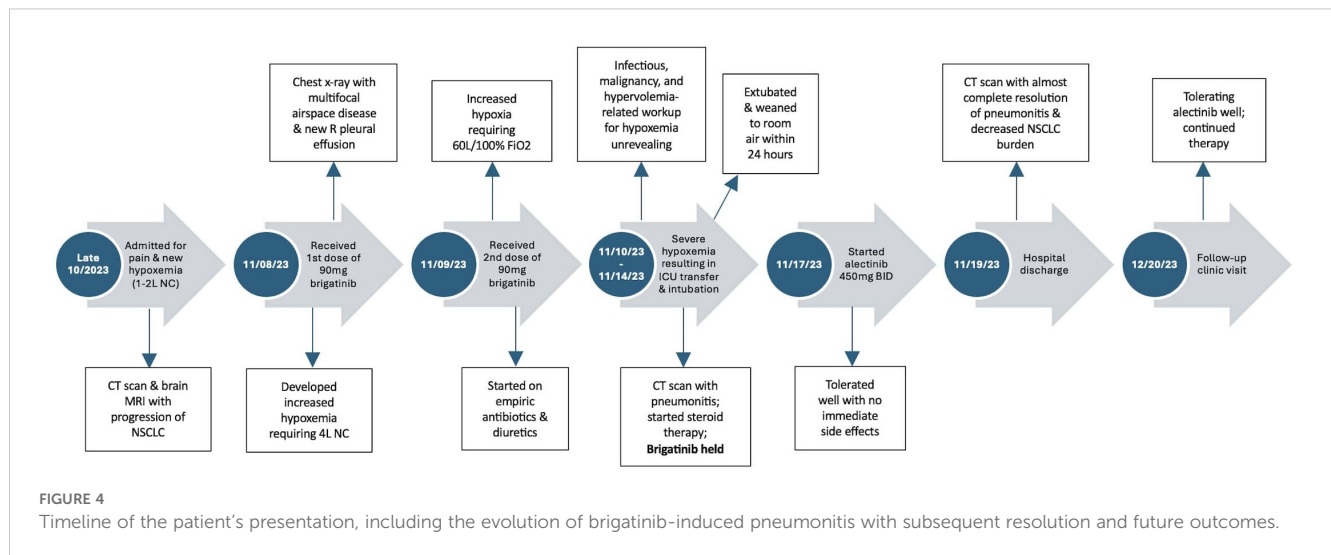 Chest x-ray with
multifocal
airspace disease
& new R pleural
effusion
Increased
hypoxia
requiring
60L/100% FiO2
Infectious,
malignancy, and
hypervolemia-
related workup
for hypoxemia
unrevealing
Extubated
& weaned
to room
air within
24 hours
CT scan with almost
complete resolution
of pneumonitis &
decreased NSCLC
burden
Tolerating
alectinib well;
continued
therapy
Late
10/2023
Admitted for
pain & new
hypoxemia
(1-2L NC)
11/08/23
Received
1st dose of
90mg
brigatinib
11/09/23
Received
2nd dose of
90mg
brigatinib
11/10/23
-
11/14/23
Severe
hypoxemia
resulting in
ICU transfer
& intubation
11/17/23
Started
alectinib
450mg BID
11/19/23
Hospital
discharge
12/20/23
Follow-up
clinic visit
CT scan & brain
MRI with
progression of
NSCLC
Developed
increased
hypoxemia
requiring 4L NC
Started on
empiric
antibiotics &
diuretics
CT scan with
pneumonitis;
started steroid
therapy;
Brigatinib held
Tolerated
well with no
immediate
side effects
FIGURE 4
Timeline of the patient's presentation, including the evolution of brigatinib-induced pneumonitis with subsequent resolution and future outcomes.